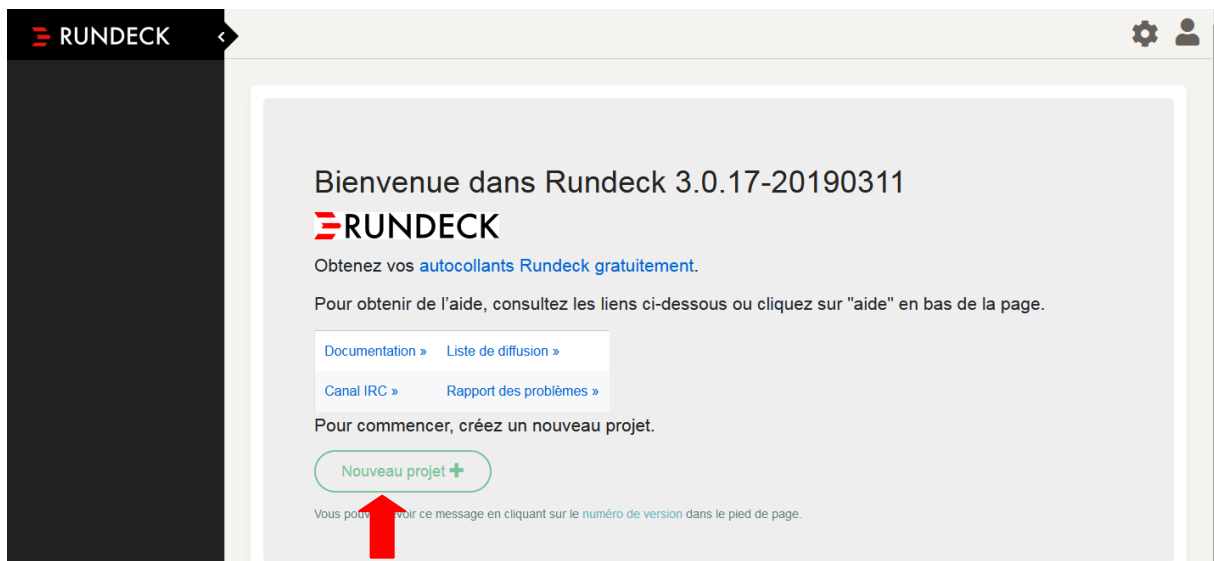 RUNDECK
Bienvenue dans Rundeck 3.0.17-20190311
RUNDECK
Obtenez vos autocollants Rundeck gratuitement.
Pour obtenir de l'aide, consultez les liens ci-dessous ou cliquez sur "aide" en bas de la page.
Documentation » Liste de diffusion »
Canal IRC » Rapport des problèmes »
Pour commencer, créez un nouveau projet.
Nouveau projet
Vous ce message en cliquant sur le numéro de version dans le pied de page.